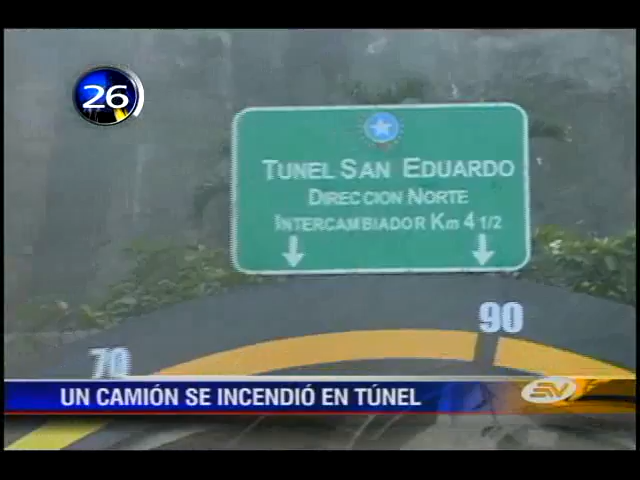 26
TUNEL SAN EDUARDO
DIRECCION NORTE
INTERCAMBIADOR Km 4 1/2
90
70
UN CAMIÓN SE INCENDIÓ EN TÚNEL
EV